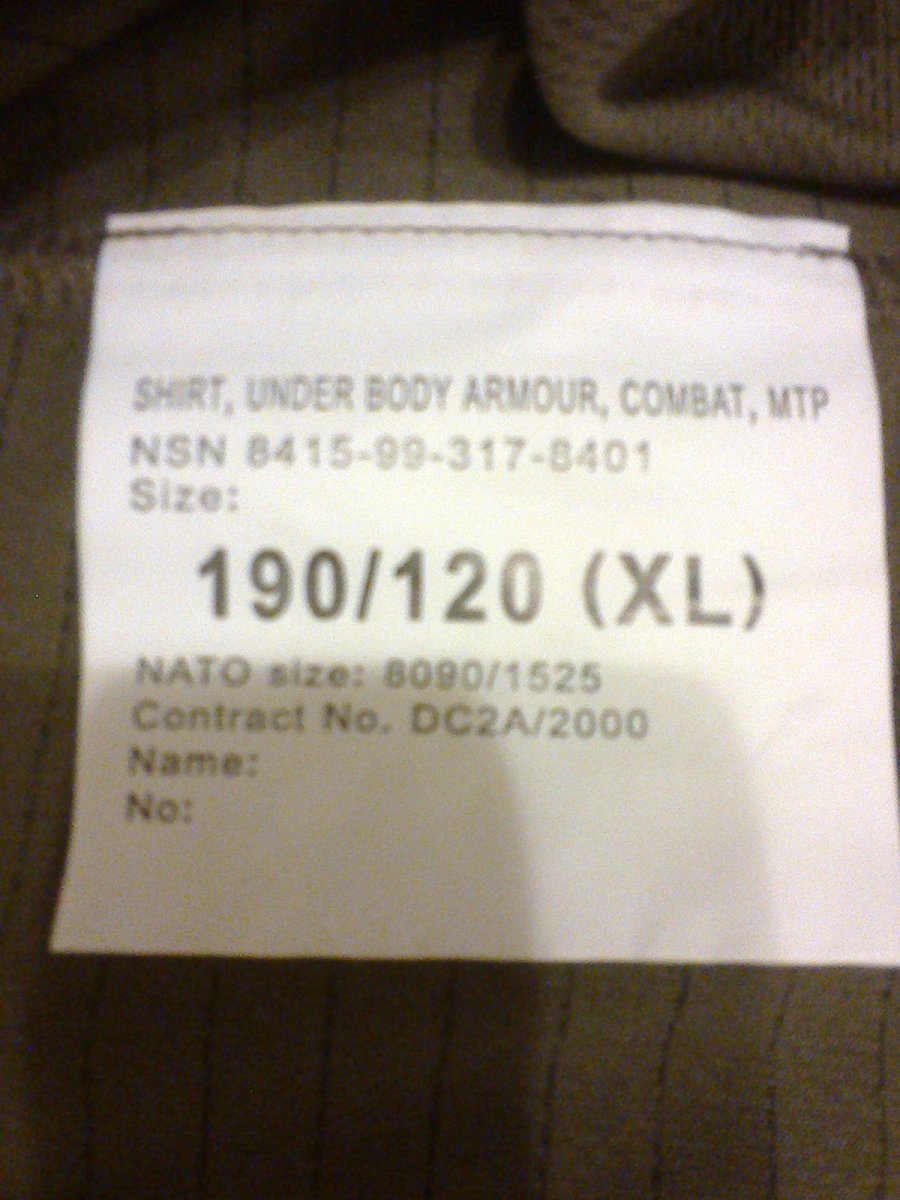 SHIRT, UNDER BODY ARMOUR, COMBAT, MTP
NSN 8415-99-317-8401
Size:
190/120 (XL)
NATO size: 8090/1525
Contract No. DC2A/2000
Name:
No: